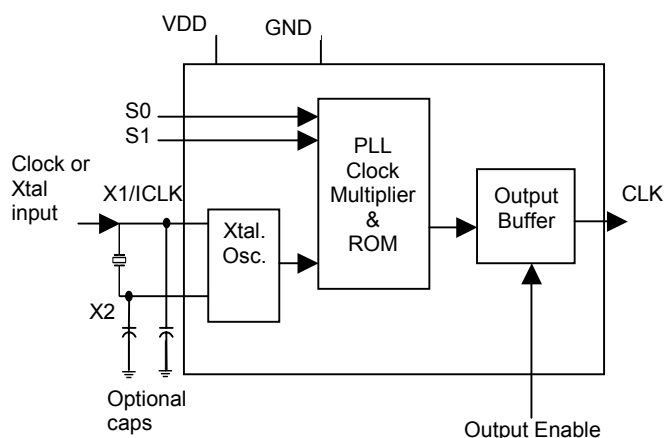 VDD
GND
S0
S1
Clock or
Xtal
input
X1/ICLK
X2
Xtal.
Osc.
PLL
Clock
Multiplier
&
ROM
Output
Buffer
CLK
Optional
caps
Output Enable